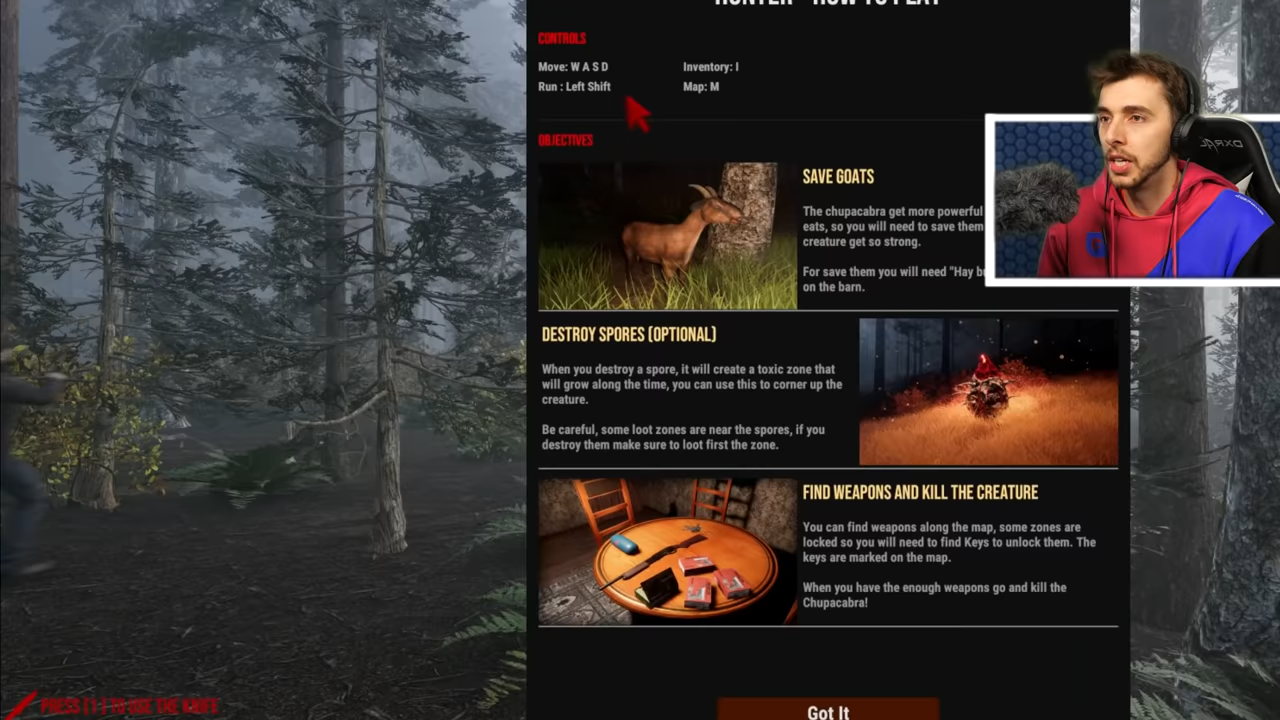 HUNTER - HOW TO PLAY
CONTROLS
Move: W A S D
Inventory: I
Run : Left Shift
Map: M
OBJECTIVES
SAVE GOATS
The chupacabra get more powerful
eats, so you will need to save them
creature get so strong.
For save them you will need "Hay
on the barn.
DESTROY SPORES (OPTIONAL)
When you destroy a spore, it will create a toxic zone that
will grow along the time, you can use this to corner up the
creature.
Be careful, some loot zones are near the spores, if you
destroy them make sure to loot first the zone.
FIND WEAPONS AND KILL THE CREATURE
You can find weapons along the map, some zones are
locked so you will need to find Keys to unlock them. The
keys are marked on the map.
When you have the enough weapons go and kill the
Chupacabra!
PRESS [ 1 ] TO USE THE KNIFE
Got It